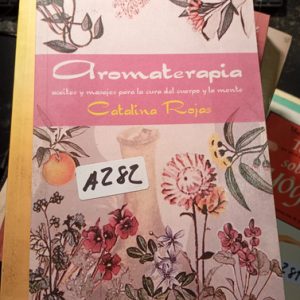 Aromaterapia
aceites y masajes para la cura del cuerpo y la mente
Catalina Rojas
A282